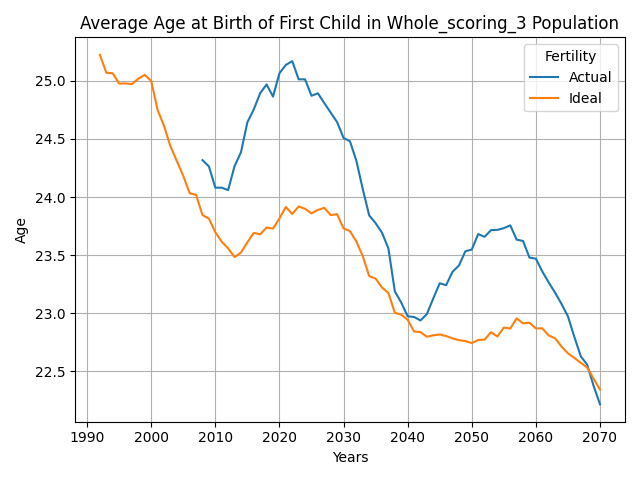 Average Age at Birth of First Child in Whole_scoring_3 Population
Fertility
Actual
Ideal
Age
25.0
24.5
24.0
23.5
23.0
22.5
1990 2000 2010 2020 2030 2040 2050 2060 2070
Years